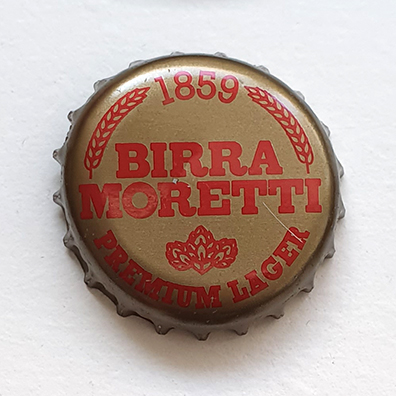 1859
BIRRA
MORETTI
PREMIUM LAGER